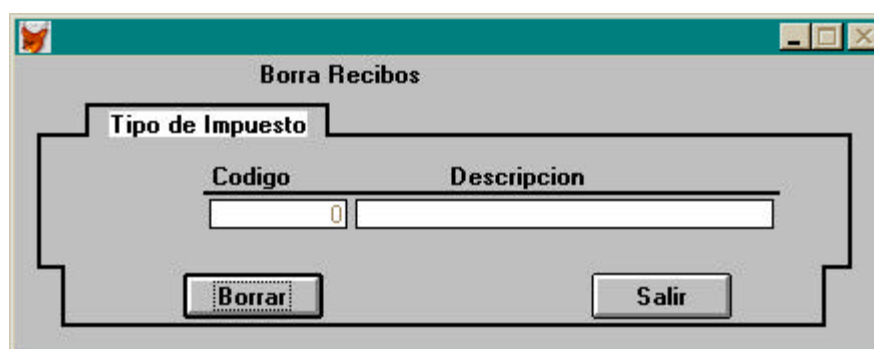 Borra Recibos
Tipo de Impuesto
Codigo Descripcion
0
Borrar Salir